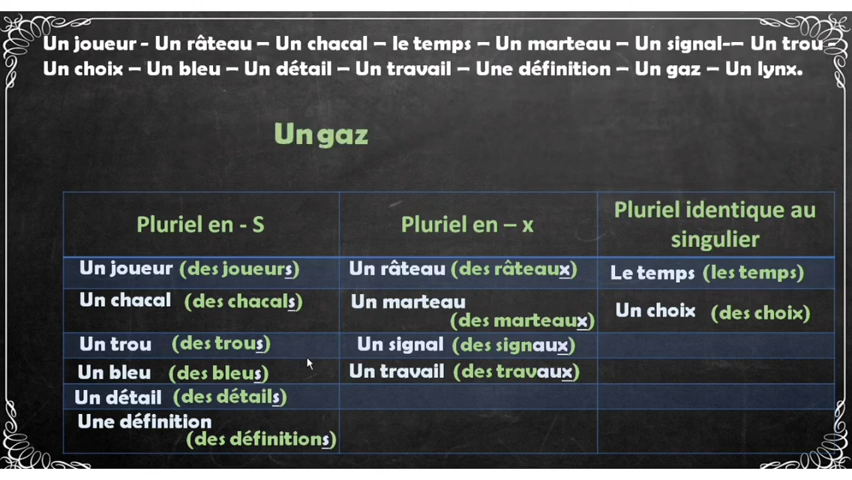 Un joueur - Un râteau – Un chacal – le temps – Un marteau – Un signal-– Un trou -
Un choix – Un bleu – Un détail – Un travail – Une définition – Un gaz – Un lynx.
Un gaz
Pluriel en - S
Pluriel en – x
Pluriel identique au singulier
Un joueur (des joueurs)
Un râteau (des râteaux)
Le temps (les temps)
Un chacal (des chacals)
Un marteau
(des marteaux)
Un choix (des choix)
Un trou (des trous)
Un signal (des signaux)
Un bleu (des bleus)
Un travail (des travaux)
Un détail (des détails)
Une définition
(des définitions)